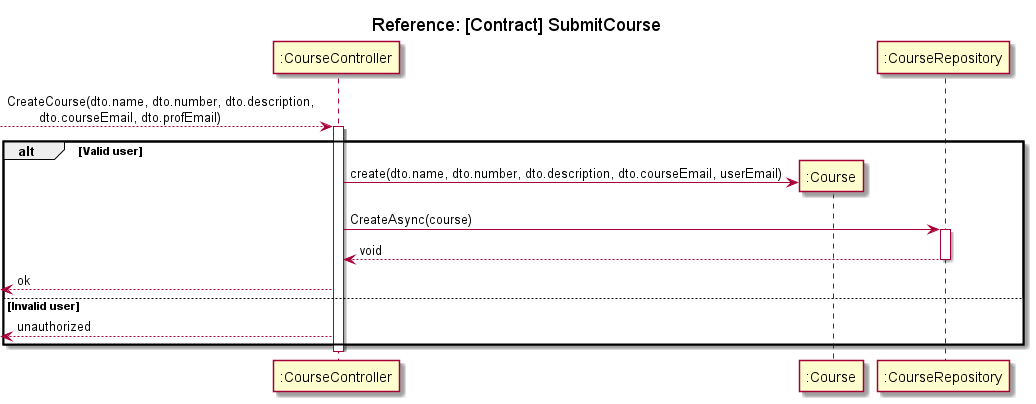 Reference: [Contract] SubmitCourse
:CourseController
:CourseRepository
CreateCourse(dto.name, dto.number, dto.description,
dto.courseEmail, dto.profEmail)
alt
[Valid user]
create(dto.name, dto.number, dto.description, dto.courseEmail, userEmail)
:Course
CreateAsync(course)
void
ok
[Invalid user]
unauthorized
:CourseController
:Course
:CourseRepository